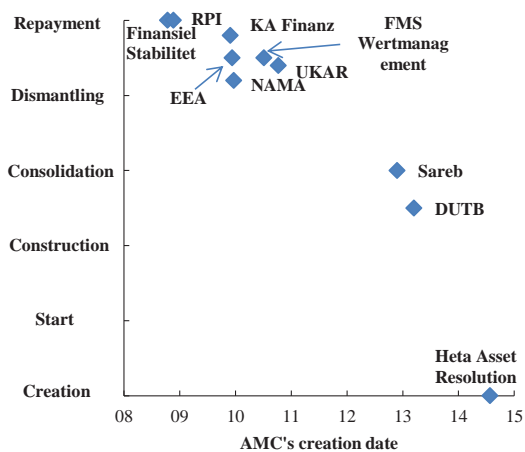 Repayment
RPI
KA Finanz
FMS
Wertmanag
ement
Finansiel
Stabilitet
UKAR
Dismantling
EEA
NAMA
Consolidation
Sareb
DUTB
Construction
Start
Heta Asset
Resolution
Creation
08 09 10 11 12 13 14 15
AMC's creation date